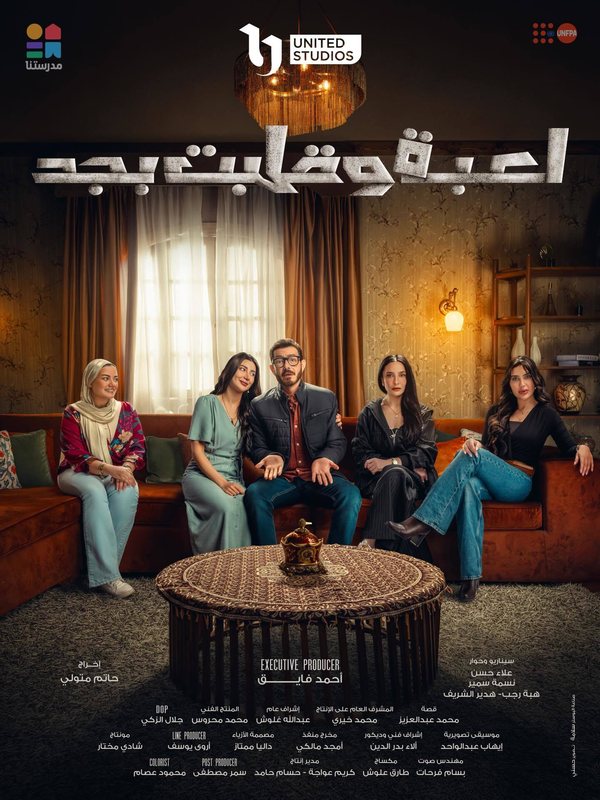 مدرستنا
UNITED
STUDIOS
UNFPA
لعبة وقلبت بجد
إخراج
حاتم متولي
EXECUTIVE PRODUCER
أحمد فايق
سيناريو وحوار
علاء حسن
نسمة سمير
هبة رجب- هدير الشريف
قصة
محمد عبدالعزيز
المشرف العام على الإنتاج
محمد خيري
إشراف عام
عبدالله غلوش
المنتج الفني
محمد محروس
D.O.P
جلال الزكي
موسيقى تصويرية
إيهاب عبدالواحد
إشراف فني وديكور
آلاء بدر الدين
مخرج منفذ
أمجد مالكي
مصممة الأزياء
داليا ممتاز
LINE PRODUCER
أروى يوسف
مونتاج
شادي مختار
مهندس صوت
بسام فرحات
مكساج
طارق علوش
مدير إنتاج
كريم عواجة - حسام حامد
POST PRODUCER
سمر مصطفى
COLORIST
محمود عصام